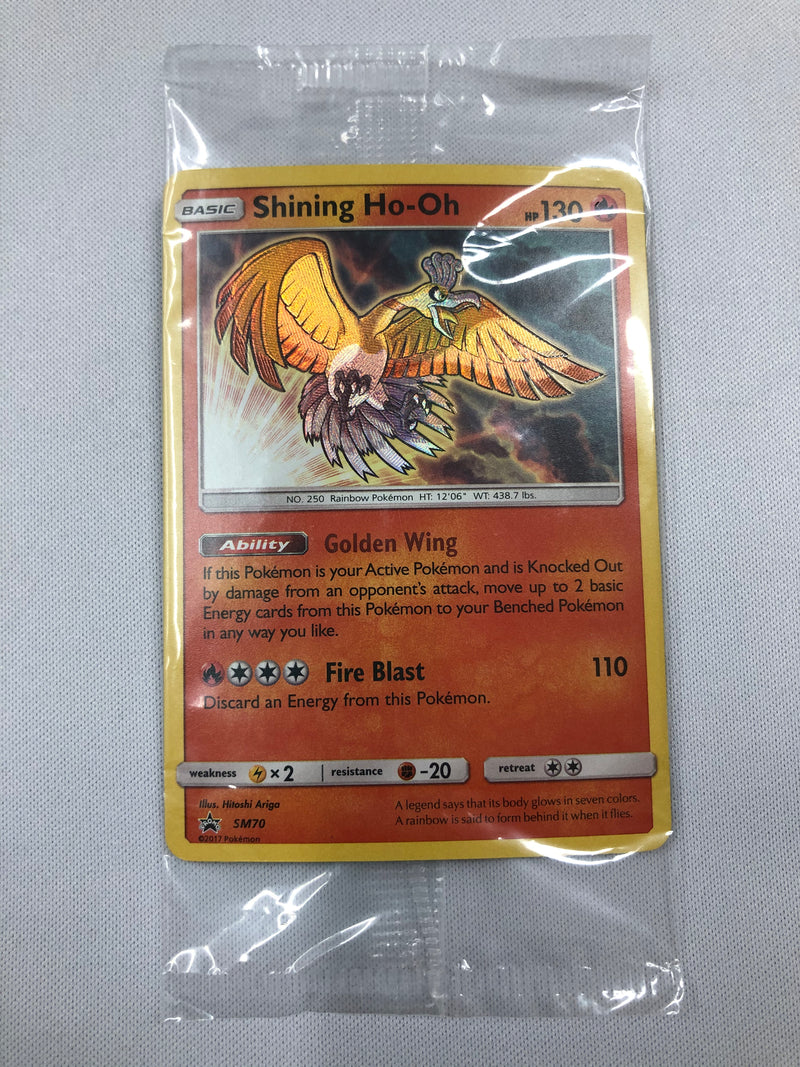 BASIC Shining Ho-Oh HP 130
NO. 250 Rainbow Pokémon HT: 12'06" WT: 438.7 lbs.
Ability Golden Wing
If this Pokémon is your Active Pokémon and is Knocked Out
by damage from an opponent's attack, move up to 2 basic
Energy cards from this Pokémon to your Benched Pokémon
in any way you like.
Fire Blast 110
Discard an Energy from this Pokémon.
weakness ×2 resistance -20 retreat
Illus. Hitoshi Ariga
PROMO SM70
©2017 Pokémon
A legend says that its body glows in seven colors.
A rainbow is said to form behind it when it flies.